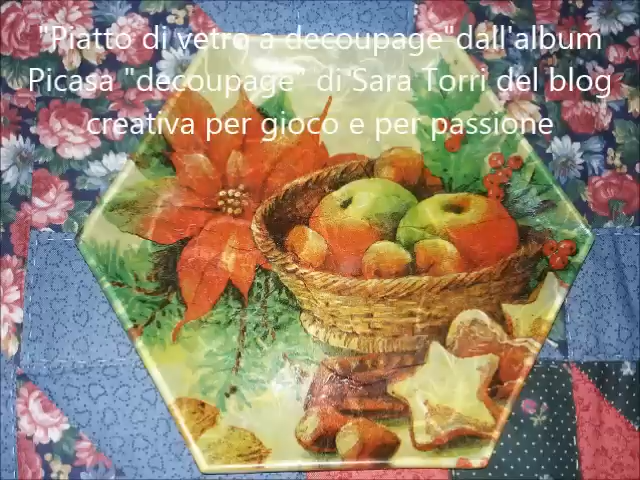 "Piatto di vetro a decoupage"dall'album
Picasa "decoupage" di Sara Torri del blog
creativa per gioco e per passione